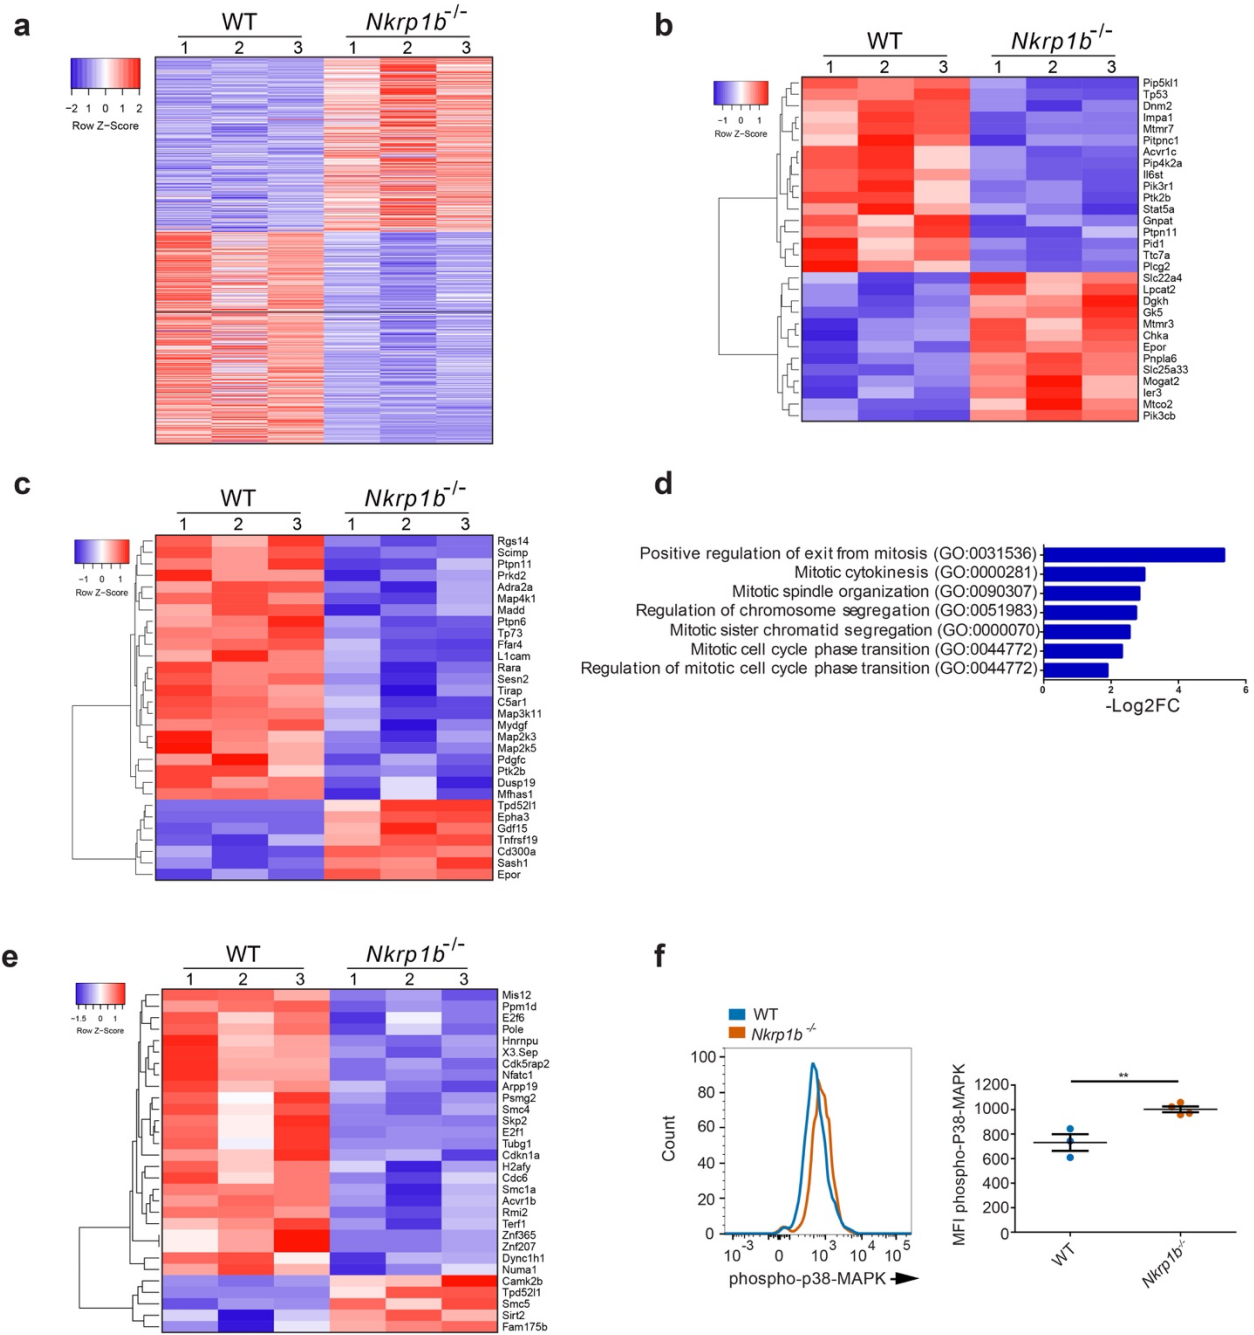 a
WT
Nkrp1b-/-
1 2 3 1 2 3
−2 −1 0 1 2
Row Z−Score
b
WT
Nkrp1b-/-
1 2 3 1 2 3
−1 0 1
Row Z−Score
Pip5kl1
Tp53
Dnm2
Impa1
Mtmr7
Pitpnc1
Acvr1c
Pip4k2a
Il6st
Pik3r1
Ptk2b
Stat5a
Gnpat
Ptpn11
Pid1
Ttc7a
Plcg2
Slc22a4
Lpcat2
Dgkh
Gk5
Mtmr3
Chka
Epor
Pnpla6
Slc25a33
Mogat2
Ier3
Mtco2
Pik3cb
c
WT
Nkrp1b-/-
1 2 3 1 2 3
−1 0 1
Row Z−Score
Rgs14
Scimp
Ptpn11
Prkd2
Adra2a
Map4k1
Madd
Ptpn6
Tp73
Ffar4
L1cam
Rara
Sesn2
Tirap
C5ar1
Map3k11
Mydgf
Map2k3
Map2k5
Pdgfc
Ptk2b
Dusp19
Mfhas1
Tpd52l1
Epha3
Gdf15
Tnfrsf19
Cd300a
Sash1
Epor
d
Positive regulation of exit from mitosis (GO:0031536)
Mitotic cytokinesis (GO:0000281)
Mitotic spindle organization (GO:0090307)
Regulation of chromosome segregation (GO:0051983)
Mitotic sister chromatid segregation (GO:0000070)
Mitotic cell cycle phase transition (GO:0044772)
Regulation of mitotic cell cycle phase transition (GO:0044772)
0 2 4 6
-Log2FC
e
WT
Nkrp1b-/-
1 2 3 1 2 3
−1.5 0 1
Row Z−Score
Mis12
Ppm1d
E2f6
Pole
Hnrnpu
X3.Sep
Cdk5rap2
Nfatc1
Arpp19
Psmg2
Smc4
Skp2
E2f1
Tubg1
Cdkn1a
H2afy
Cdc6
Smc1a
Acvr1b
Rmi2
Terf1
Znf365
Znf207
Dync1h1
Numa1
Camk2b
Tpd52l1
Smc5
Sirt2
Fam175b
f
WT
Nkrp1b -/-
100
80
60
40
20
0
Count
10-3 0 103 104 105
phospho-p38-MAPK
**
1200
1000
800
600
400
200
0
MFI phospho-P38-MAPK
WT
Nkrp1b-/-